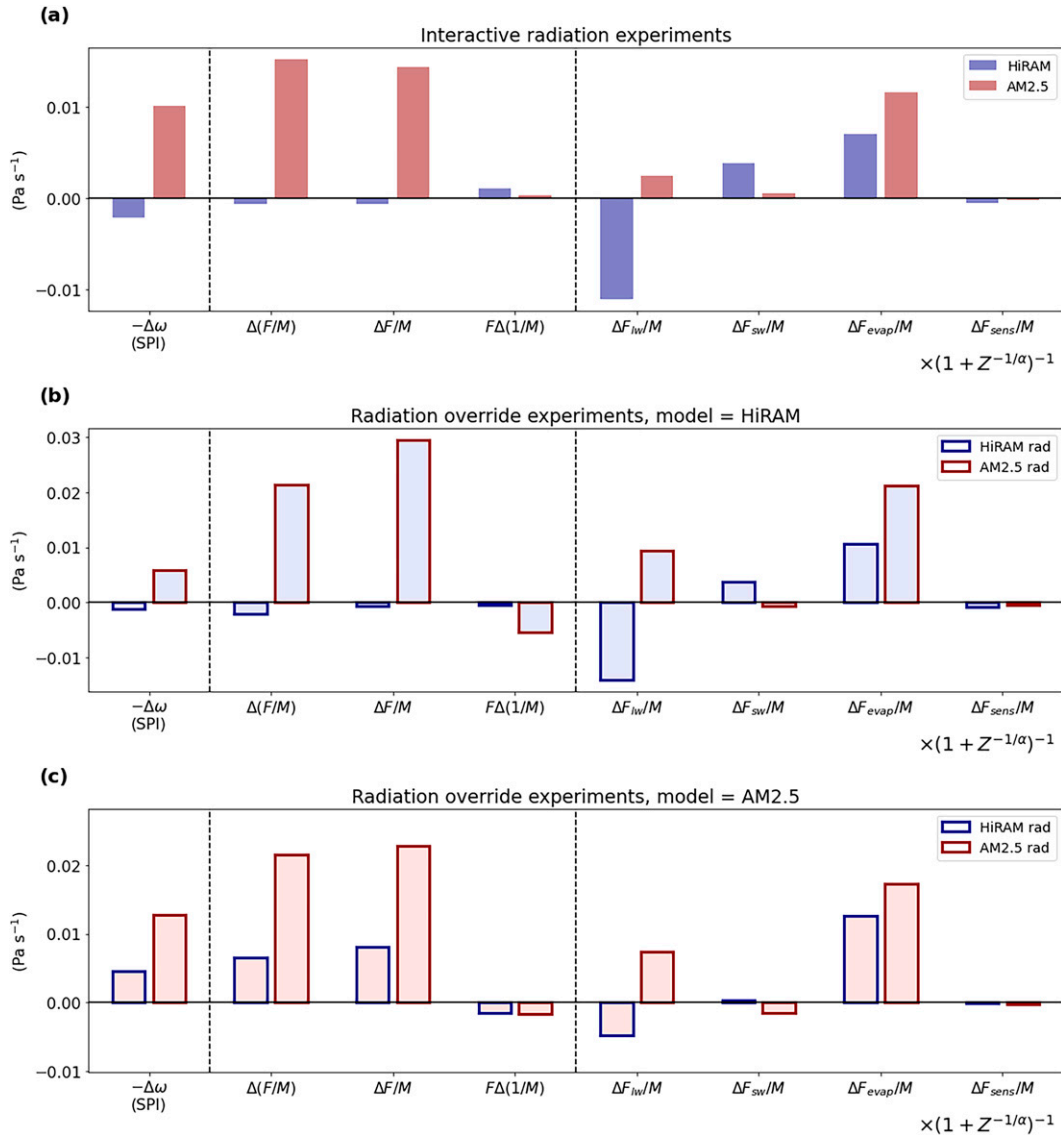 (a)
Interactive radiation experiments
HiRAM
AM2.5
(Pa s⁻¹)
0.01
0.00
−0.01
−Δω
(SPI)
Δ(F/M)
ΔF/M
FΔ(1/M)
ΔF_lw/M
ΔF_sw/M
ΔF_evap/M
ΔF_sens/M
×(1 + Z^{−1/α})^{−1}
(b)
Radiation override experiments, model = HiRAM
HiRAM rad
AM2.5 rad
(Pa s⁻¹)
0.03
0.02
0.01
0.00
−0.01
−Δω
(SPI)
Δ(F/M)
ΔF/M
FΔ(1/M)
ΔF_lw/M
ΔF_sw/M
ΔF_evap/M
ΔF_sens/M
×(1 + Z^{−1/α})^{−1}
(c)
Radiation override experiments, model = AM2.5
HiRAM rad
AM2.5 rad
(Pa s⁻¹)
0.02
0.01
0.00
−0.01
−Δω
(SPI)
Δ(F/M)
ΔF/M
FΔ(1/M)
ΔF_lw/M
ΔF_sw/M
ΔF_evap/M
ΔF_sens/M
×(1 + Z^{−1/α})^{−1}